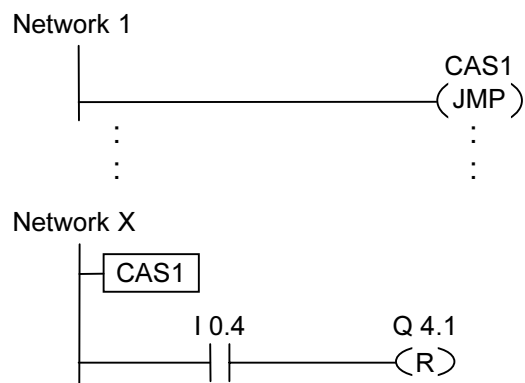 Network 1
CAS1
JMP
Network X
CAS1
I 0.4 Q 4.1
R